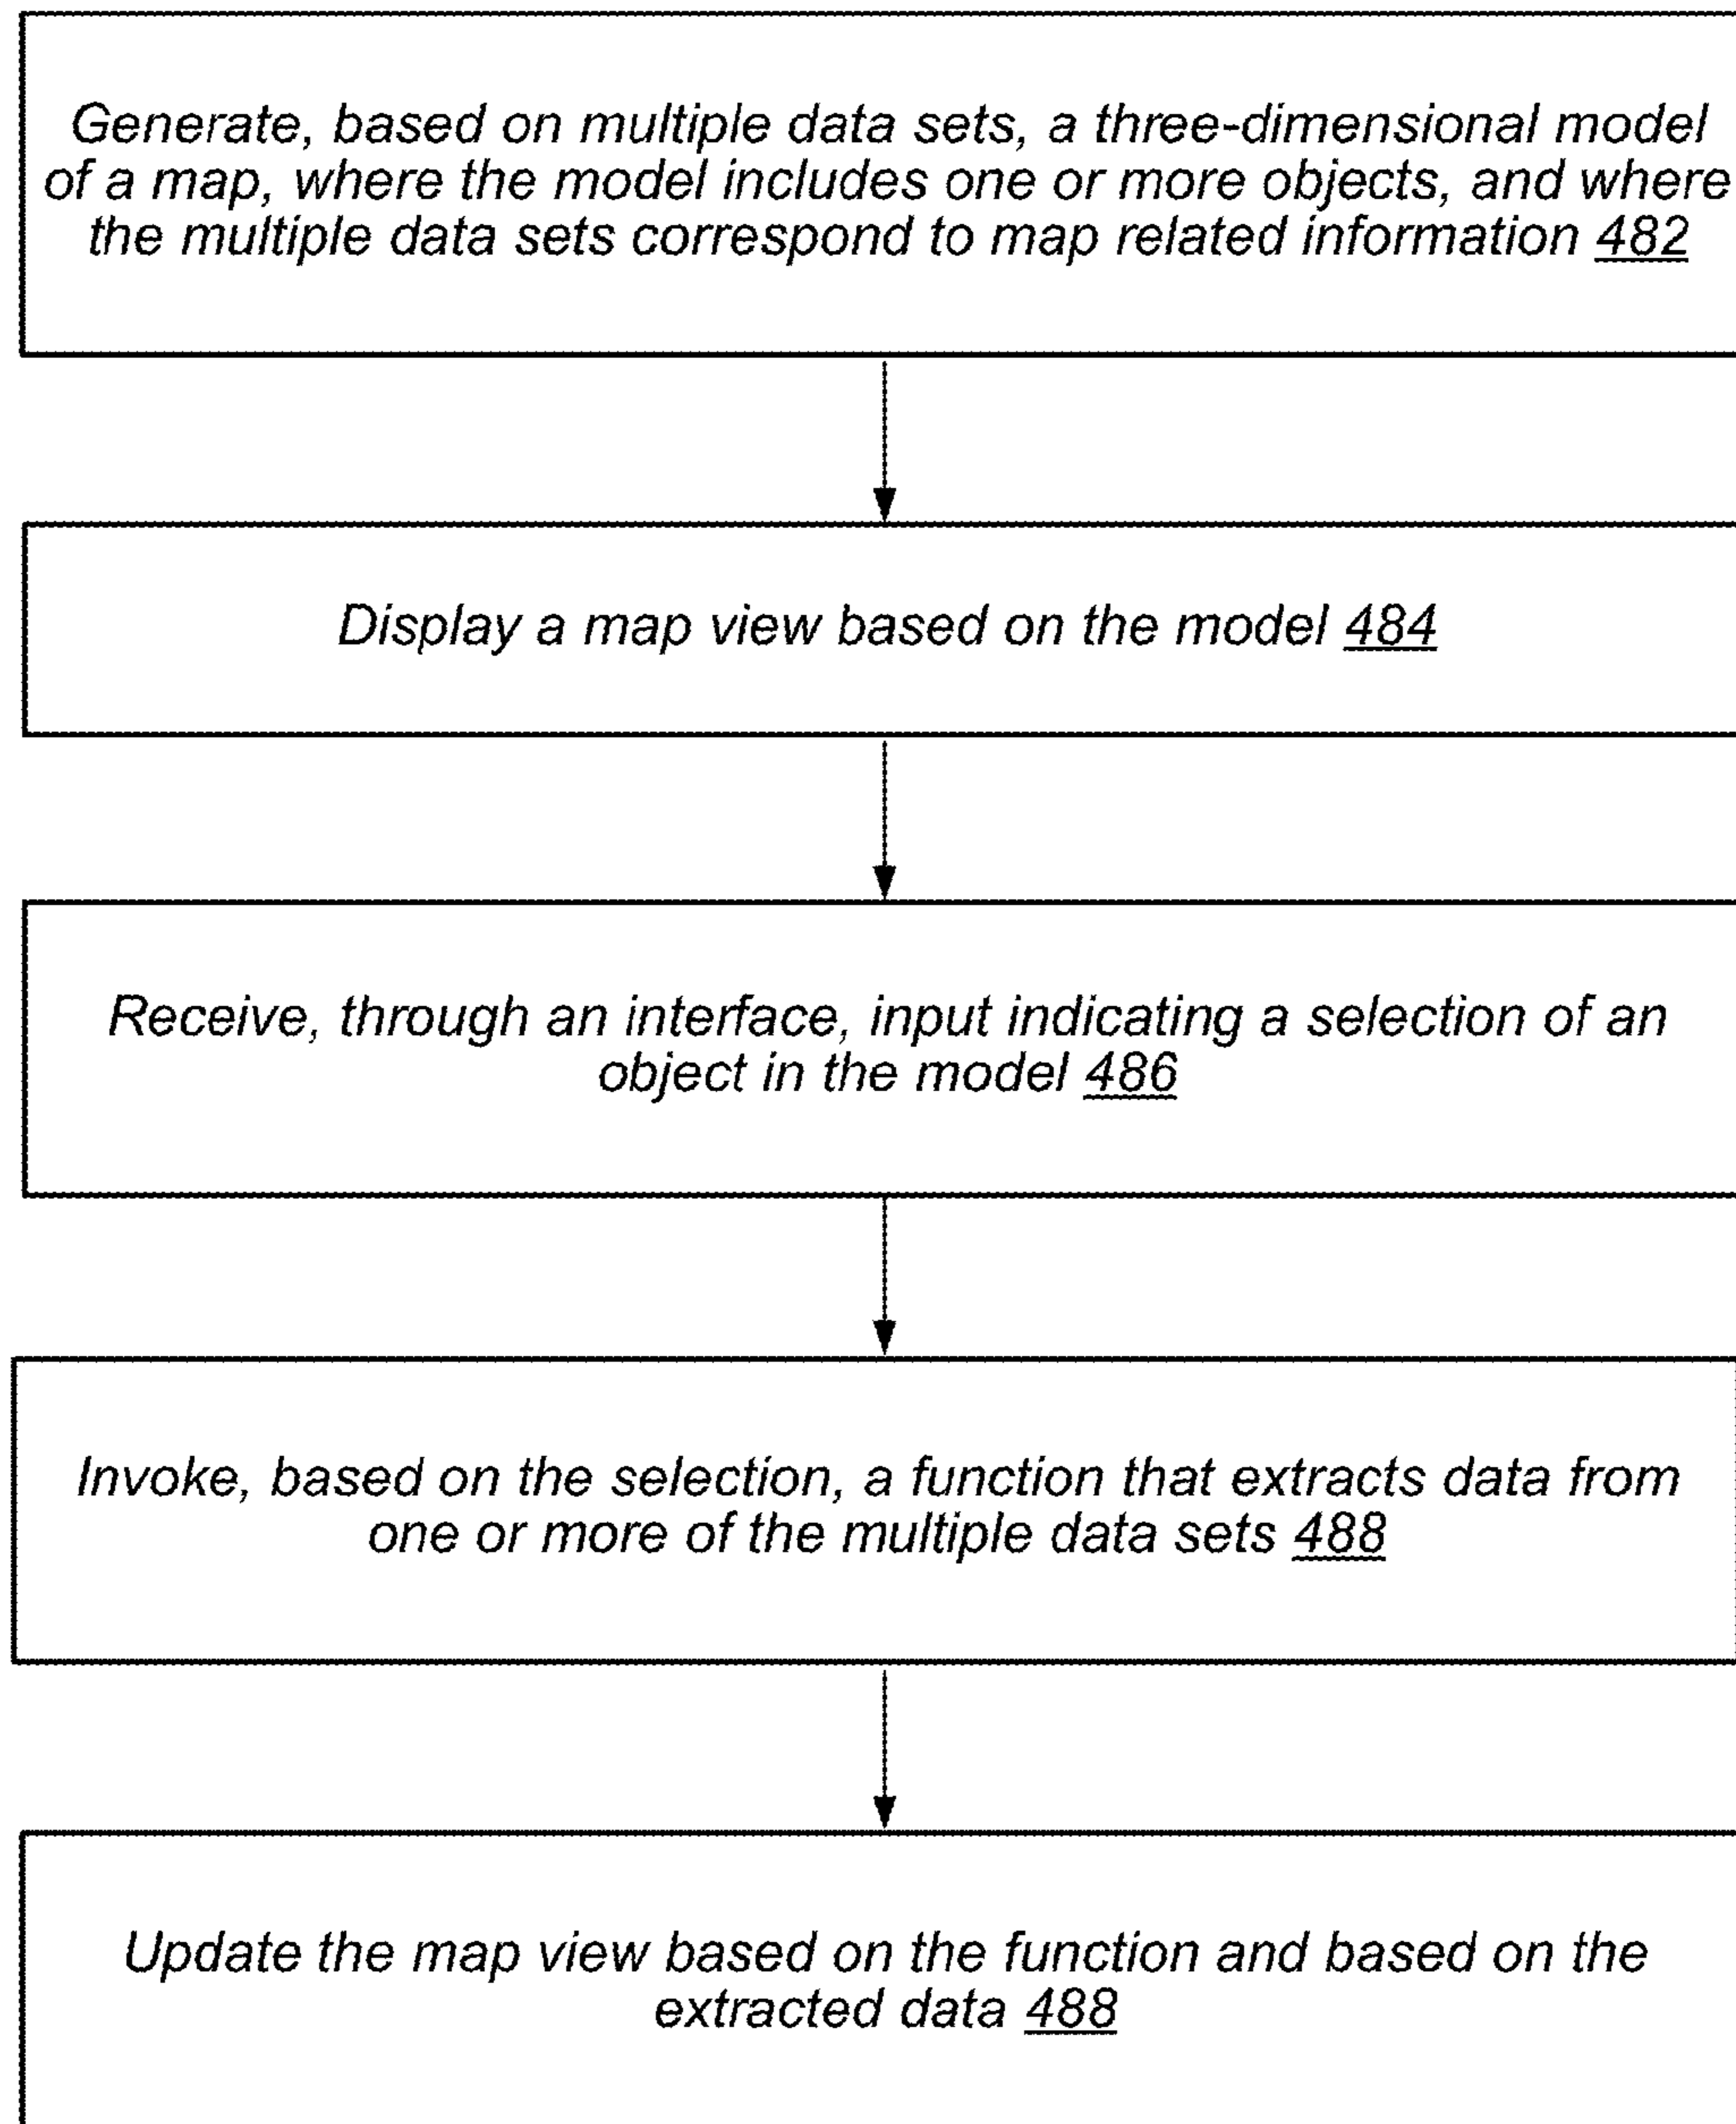 Generate, based on multiple data sets, a three-dimensional model
of a map, where the model includes one or more objects, and where
the multiple data sets correspond to map related information 482
Display a map view based on the model 484
Receive, through an interface, input indicating a selection of an
object in the model 486
Invoke, based on the selection, a function that extracts data from
one or more of the multiple data sets 488
Update the map view based on the function and based on the
extracted data 488